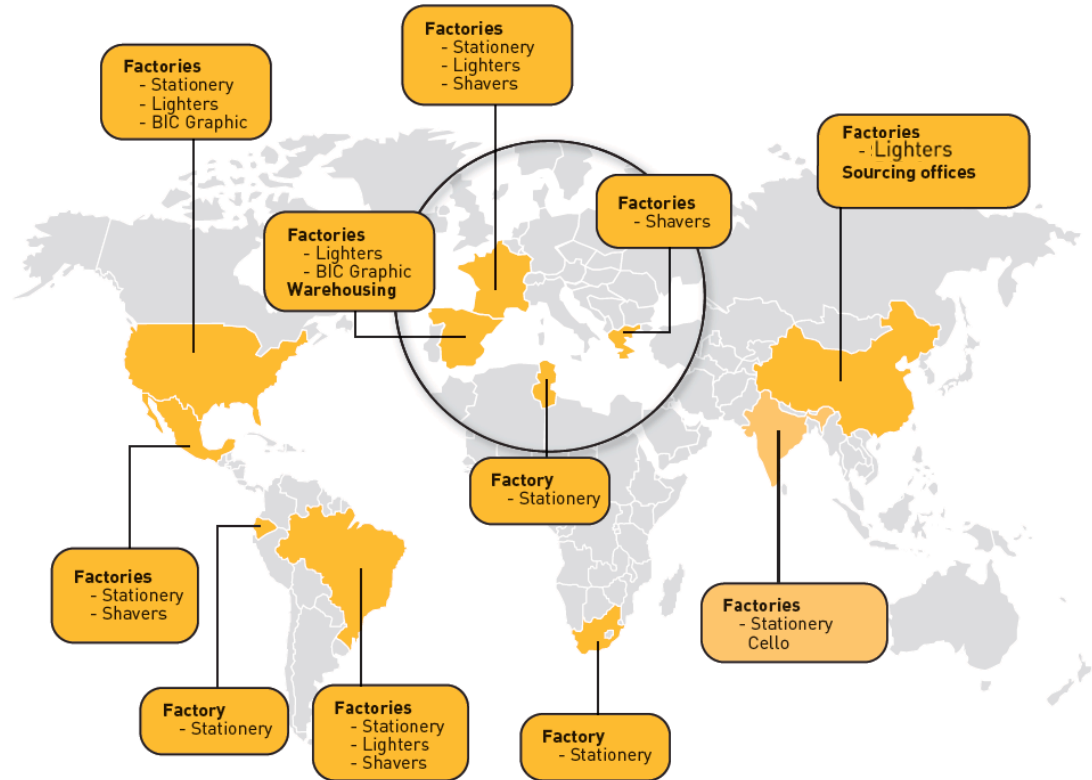 Factories
- Stationery
- Lighters
- Shavers
Factories
- Stationery
- Lighters
- BIC Graphic
Factories
- Lighters
Sourcing offices
Factories
- Shavers
Factories
- Lighters
- BIC Graphic
Warehousing
Factory
- Stationery
Factories
- Stationery
- Shavers
Factories
- Stationery
Cello
Factory
- Stationery
Factories
- Stationery
- Lighters
- Shavers
Factory
- Stationery